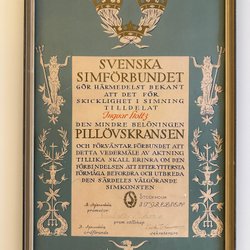 SVENSKA
SIMFÖRBUNDET
GÖR HÄRMEDELST BEKANT
ATT DET FÖR
SKICKLIGHET I SIMNING
TILLDELAT
Ingvar Holtz
DEN MINDRE BELÖNINGEN
PILLÖVSKRANSEN
OCH FÖRVÄNTAR FÖRBUNDET ATT
DETTA VEDERMÄLE AV AKTNING
TILLIKA SKALL ERINRA OM DEN
FÖRBINDELSEN ATT EFTER YTTERSTA
FÖRMÅGA BEFORDRA OCH UTBREDA
DEN SÄRDELES VÄLGÖRANDE
SIMKONSTEN
STOCKHOLM